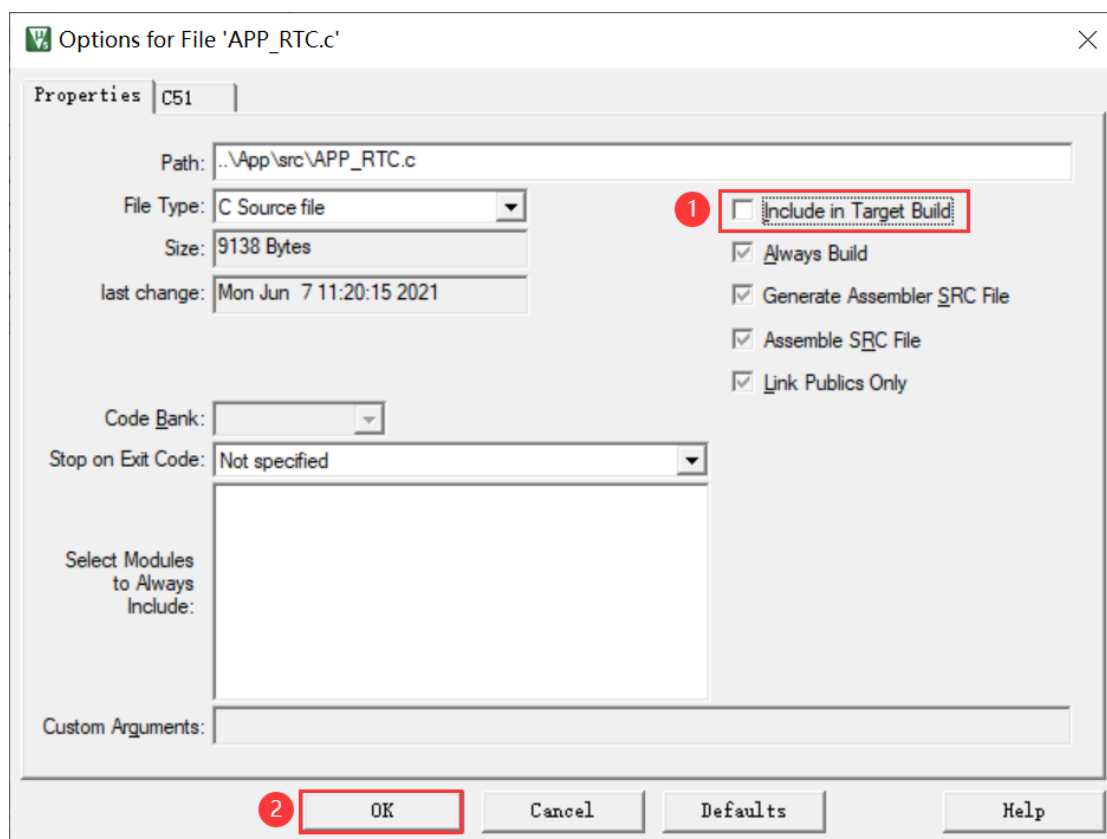 Options for File 'APP_RTC.c'
Properties C51
Path: ..\App\src\APP_RTC.c
File Type: C Source file
1 Include in Target Build
Size: 9138 Bytes
Always Build
last change: Mon Jun 7 11:20:15 2021
Generate Assembler SRC File
Assemble SRC File
Link Publics Only
Code Bank:
Stop on Exit Code: Not specified
Select Modules
to Always
Include:
Custom Arguments:
2 OK Cancel Defaults Help